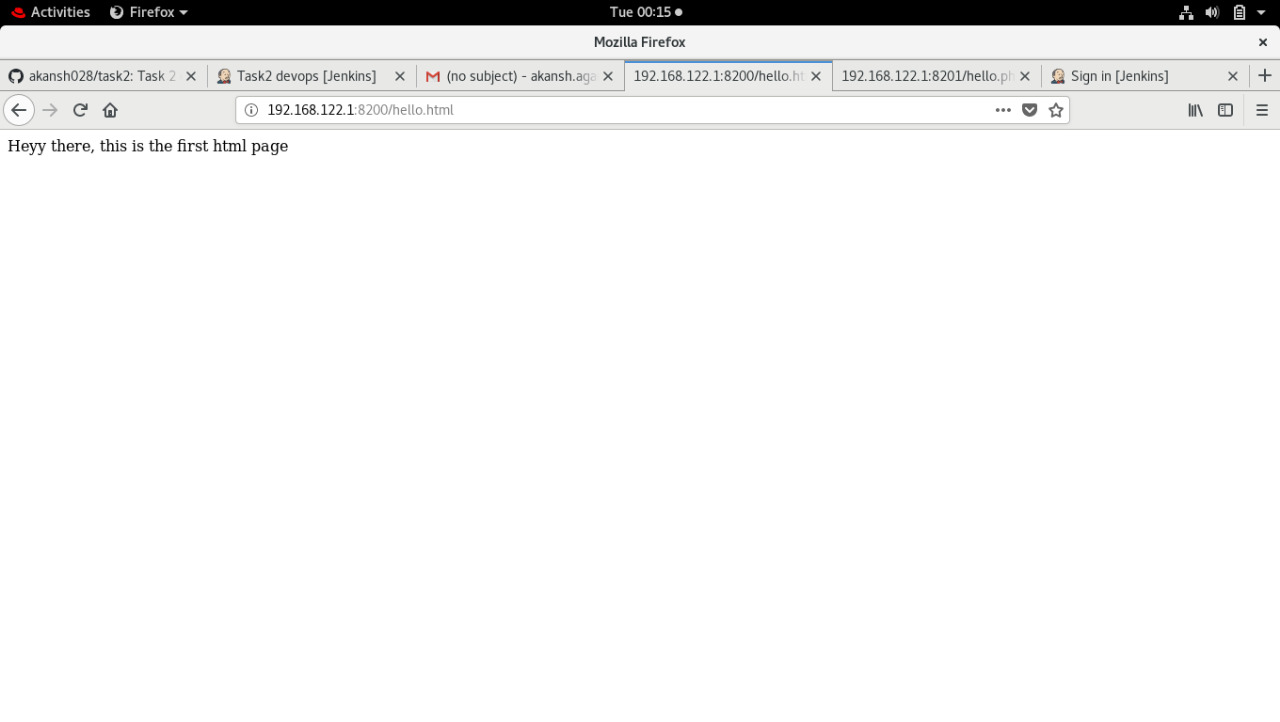 Activities Firefox Tue 00:15
Mozilla Firefox
akansh028/task2: Task 2 Task2 devops [Jenkins] (no subject) - akansh.aga 192.168.122.1:8200/hello.ht 192.168.122.1:8201/hello.ph Sign in [Jenkins]
192.168.122.1:8200/hello.html
Heyy there, this is the first html page